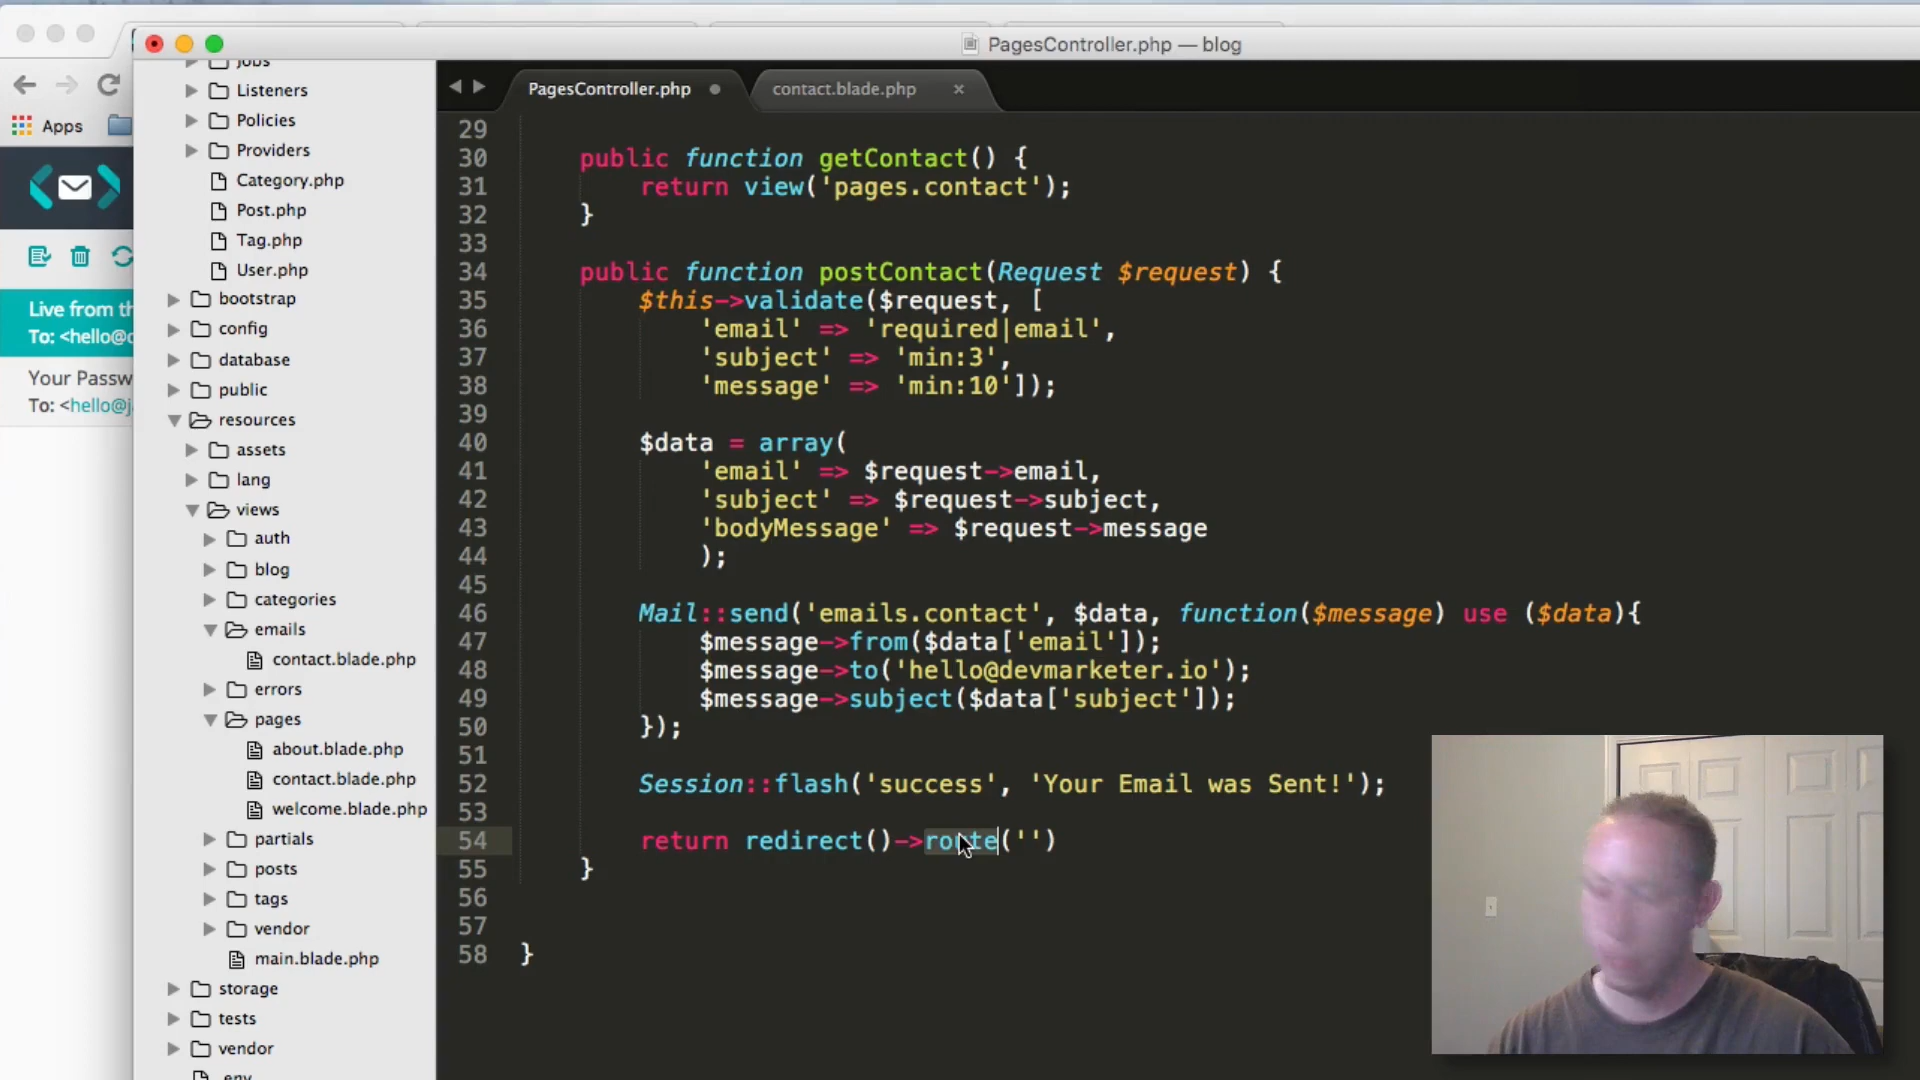 PagesController.php — blog
Apps
Live from th
To: <hello@
Your Passw
To: <hello@j
Jobs
Listeners
Policies
Providers
Category.php
Post.php
Tag.php
User.php
bootstrap
config
database
public
resources
assets
lang
views
auth
blog
categories
emails
contact.blade.php
errors
pages
about.blade.php
contact.blade.php
welcome.blade.php
partials
posts
tags
vendor
main.blade.php
storage
tests
vendor
.env
PagesController.php
contact.blade.php
29
30 public function getContact() {
31 return view('pages.contact');
32 }
33
34 public function postContact(Request $request) {
35 $this->validate($request, [
36 'email' => 'required|email',
37 'subject' => 'min:3',
38 'message' => 'min:10']);
39
40 $data = array(
41 'email' => $request->email,
42 'subject' => $request->subject,
43 'bodyMessage' => $request->message
44 );
45
46 Mail::send('emails.contact', $data, function($message) use ($data){
47 $message->from($data['email']);
48 $message->to('hello@devmarketer.io');
49 $message->subject($data['subject']);
50 });
51
52 Session::flash('success', 'Your Email was Sent!');
53
54 return redirect()->route('')
55 }
56
57
58 }